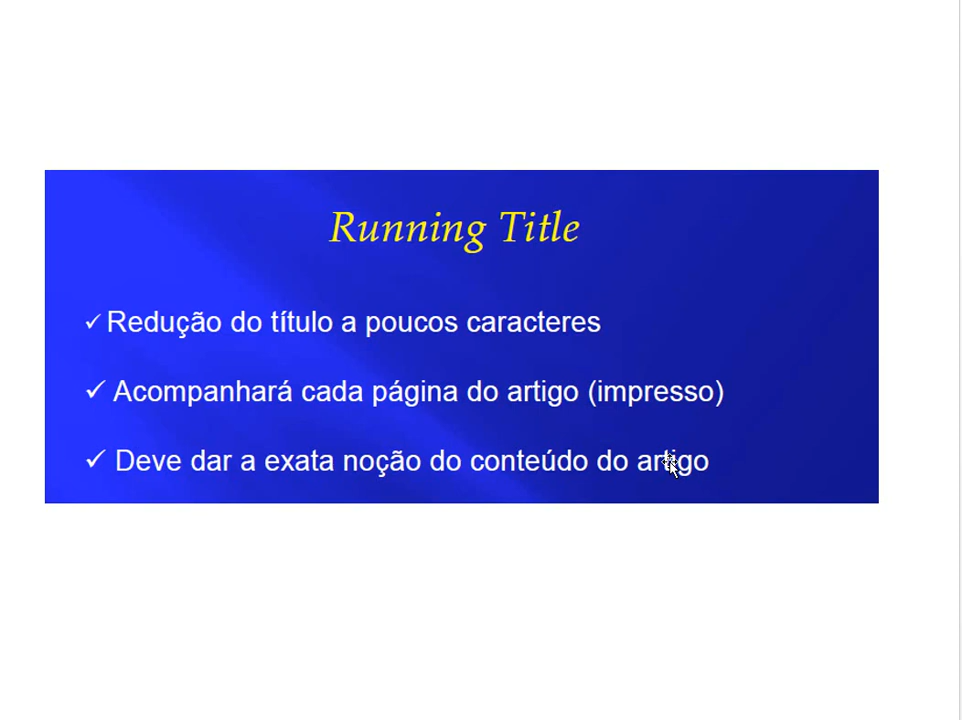 Running Title
✓ Redução do título a poucos caracteres
✓ Acompanhará cada página do artigo (impresso)
✓ Deve dar a exata noção do conteúdo do artigo